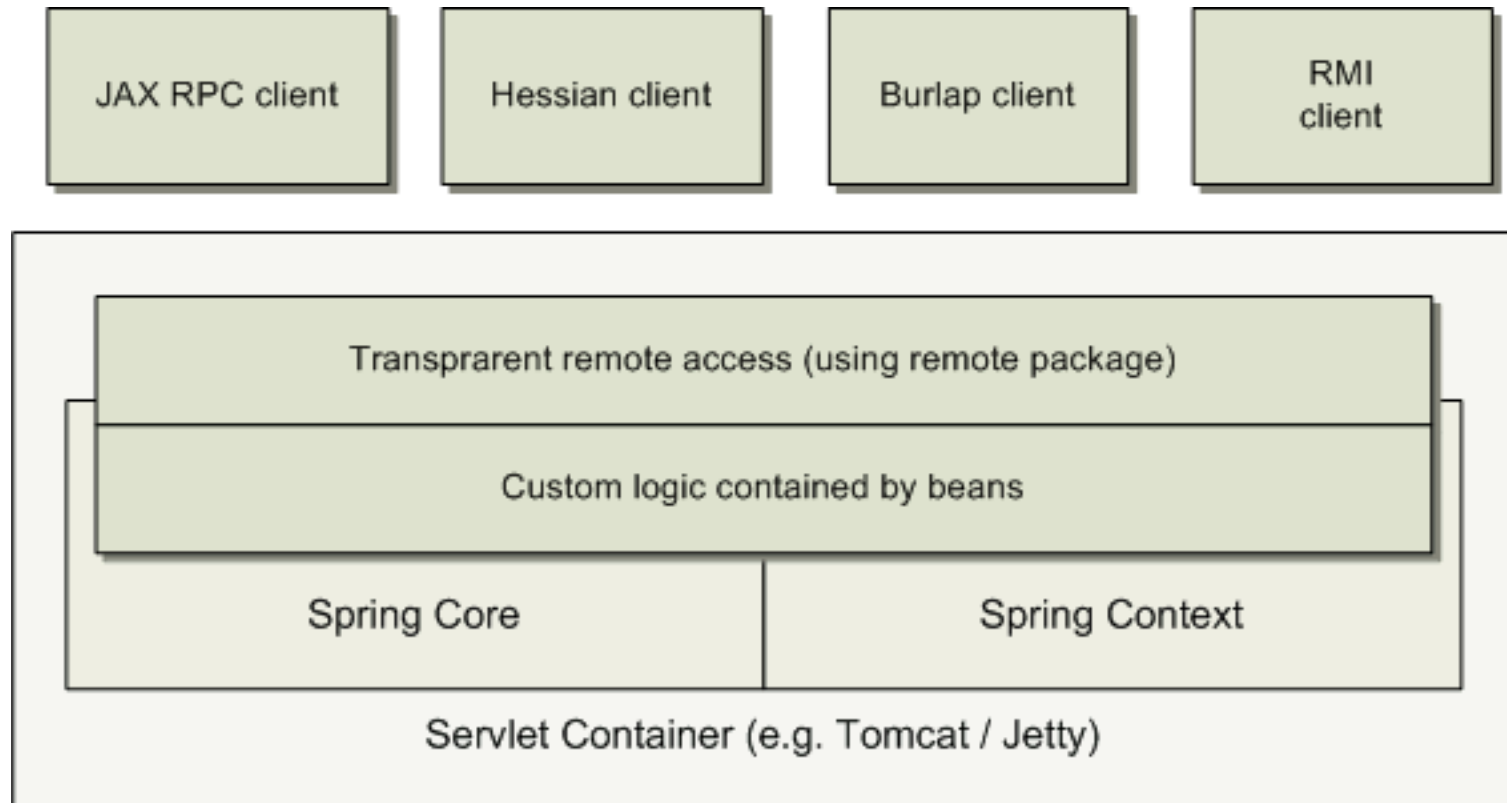 JAX RPC client
Hessian client
Burlap client
RMI
client
Transprarent remote access (using remote package)
Custom logic contained by beans
Spring Core
Spring Context
Servlet Container (e.g. Tomcat / Jetty)